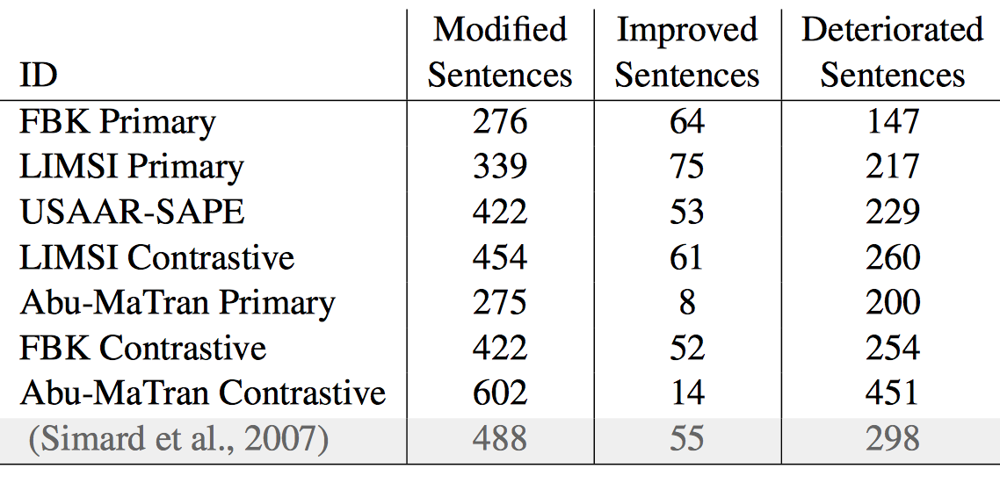 ID Modified Sentences Improved Sentences Deteriorated Sentences
FBK Primary 276 64 147
LIMSI Primary 339 75 217
USAAR-SAPE 422 53 229
LIMSI Contrastive 454 61 260
Abu-MaTran Primary 275 8 200
FBK Contrastive 422 52 254
Abu-MaTran Contrastive 602 14 451
(Simard et al., 2007) 488 55 298